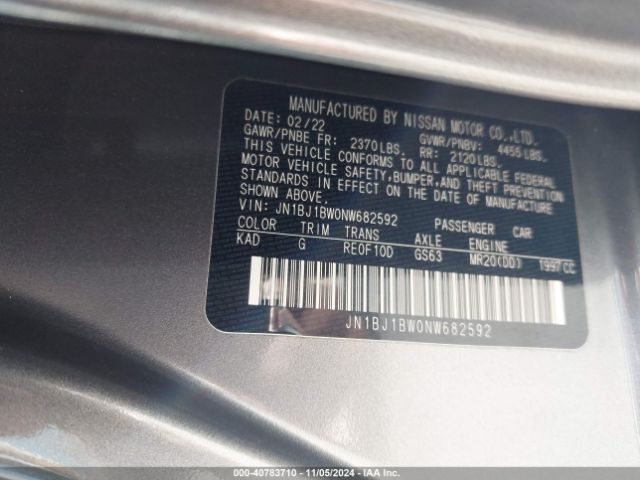 MANUFACTURED BY NISSAN MOTOR CO.,LTD.
DATE: 02/22 GVWR/PNBV: 4455 LBS.
GAWR/PNBE FR: 2370LBS. RR: 2120LBS.
THIS VEHICLE CONFORMS TO ALL APPLICABLE FEDERAL
MOTOR VEHICLE SAFETY,BUMPER,AND THEFT PREVENTION
STANDARDS IN EFFECT ON THE DATE OF MANUFACTURE
SHOWN ABOVE.
VIN: JN1BJ1BW0NW682592 PASSENGER CAR
COLOR TRIM TRANS AXLE ENGINE
KAD G RE0F10D GS63 MR20(DD) 1997CC
JN1BJ1BW0NW682592
000-40783710 - 11/05/2024 - IAA Inc.